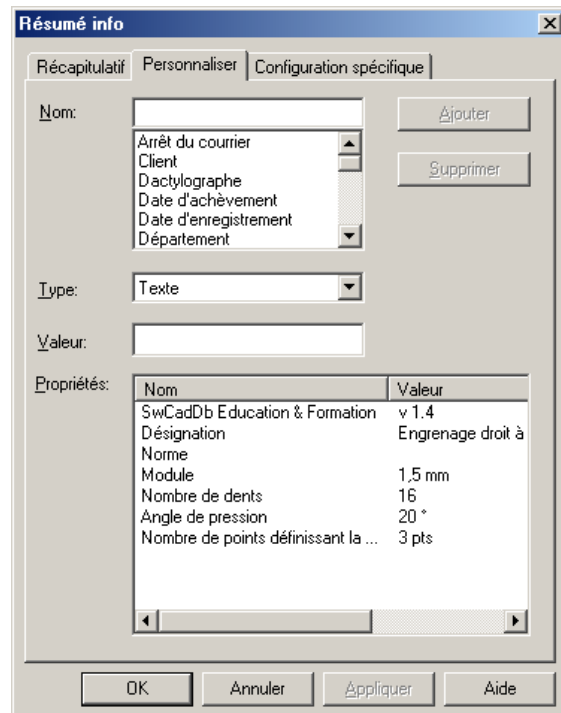 Résumé info
Récapitulatif Personnaliser Configuration spécifique
Nom: Ajouter
Arrêt du courrier
Client
Dactylographe
Date d'achèvement
Date d'enregistrement
Département
Supprimer
Type: Texte
Valeur:
Propriétés:
Nom Valeur
SwCadDb Education & Formation v 1.4
Désignation Engrenage droit à
Norme
Module 1,5 mm
Nombre de dents 16
Angle de pression 20 °
Nombre de points définissant la ... 3 pts
OK Annuler Appliquer Aide